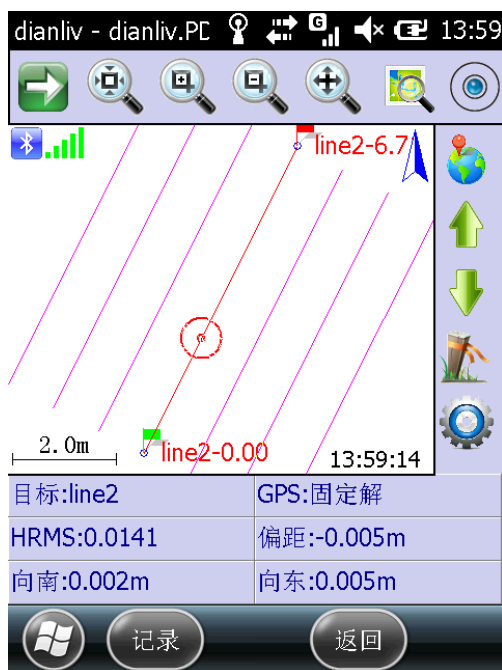 dianliv - dianliv.PD G 13:59
line2-6.71
line2-0.00
2.0m
13:59:14
目标:line2 GPS:固定解
HRMS:0.0141 偏距:-0.005m
向南:0.002m 向东:0.005m
记录 返回